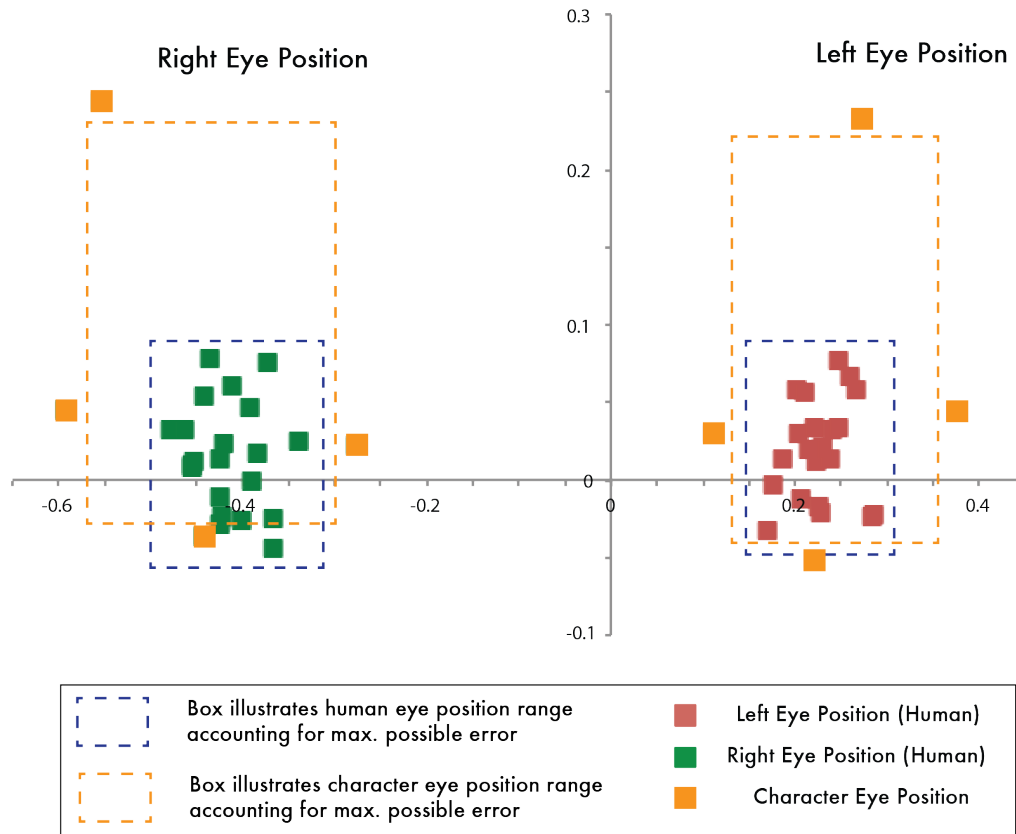 0.3
Right Eye Position
Left Eye Position
0.2
0.1
0
-0.6
-0.4
-0.2
0
0.2
0.4
-0.1
Box illustrates human eye position range
accounting for max. possible error
Left Eye Position (Human)
Right Eye Position (Human)
Box illustrates character eye position range
accounting for max. possible error
Character Eye Position